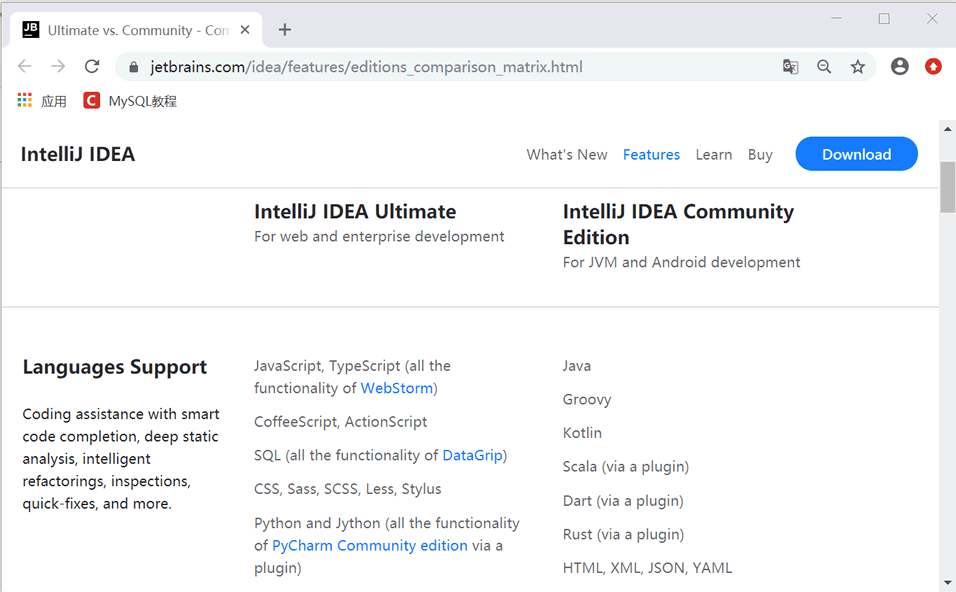 JB
Ultimate vs. Community - Con
jetbrains.com/idea/features/editions_comparison_matrix.html
应用 C MySQL教程
IntelliJ IDEA
What's New Features Learn Buy Download
IntelliJ IDEA Ultimate
For web and enterprise development
IntelliJ IDEA Community
Edition
For JVM and Android development
Languages Support
Coding assistance with smart
code completion, deep static
analysis, intelligent
refactorings, inspections,
quick-fixes, and more.
JavaScript, TypeScript (all the
functionality of WebStorm)
CoffeeScript, ActionScript
SQL (all the functionality of DataGrip)
CSS, Sass, SCSS, Less, Stylus
Python and Jython (all the functionality
of PyCharm Community edition via a
plugin)
Java
Groovy
Kotlin
Scala (via a plugin)
Dart (via a plugin)
Rust (via a plugin)
HTML, XML, JSON, YAML